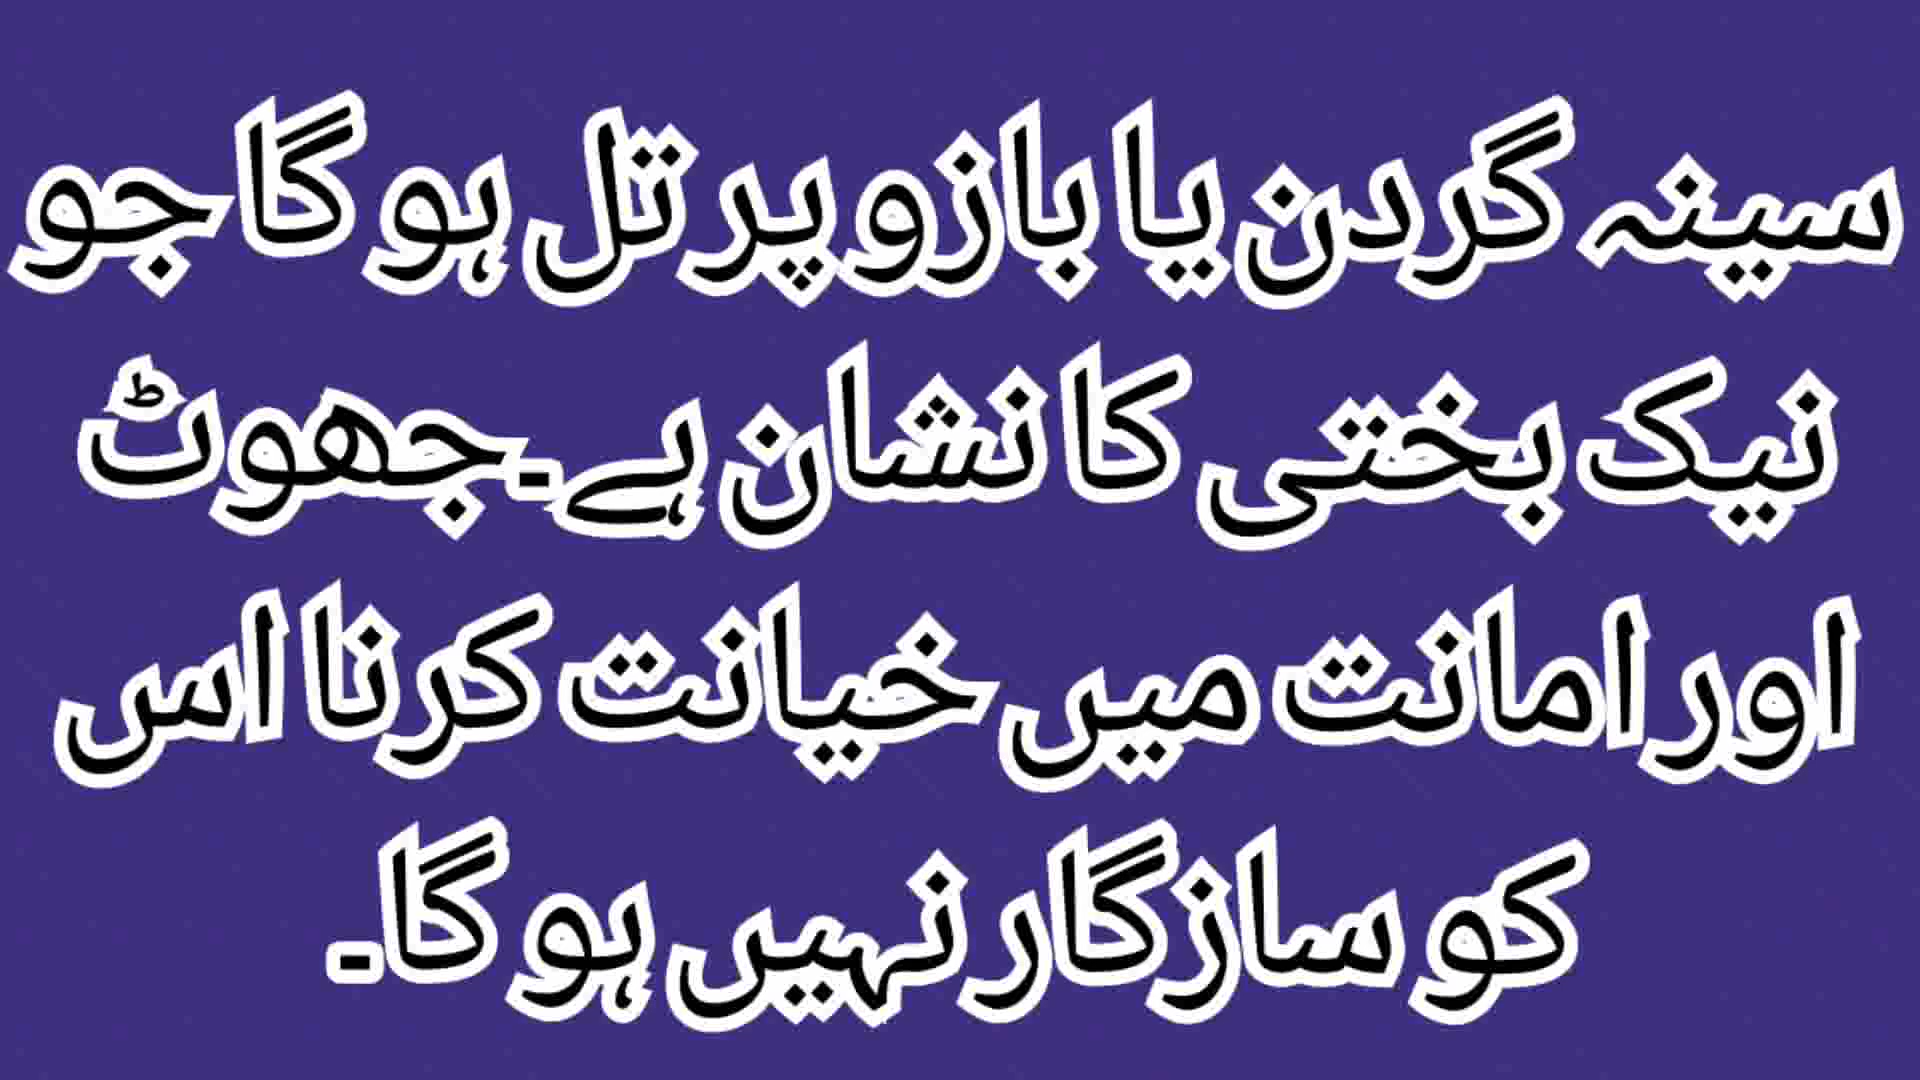 سینہ گردن یا بازو پر تل ہو گا جو
نیک بختی کا نشان ہے۔جھوٹ
اور امانت میں خیانت کرنا اس
کو سازگار نہیں ہو گا۔